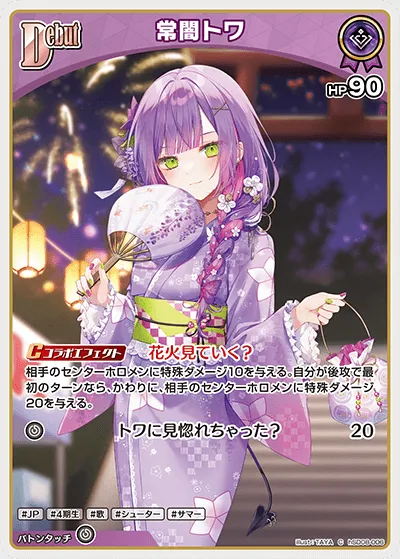 Debut
常闇トワ
HP90
コラボエフェクト 花火見ていく?
相手のセンターホロメンに特殊ダメージ10を与える。自分が後攻で最
初のターンなら、かわりに、相手のセンターホロメンに特殊ダメージ
20を与える。
トワに見惚れちゃった? 20
#JP #4期生 #歌 #シューター #サマー
バトンタッチ
illust: TAYA C hSD08-006